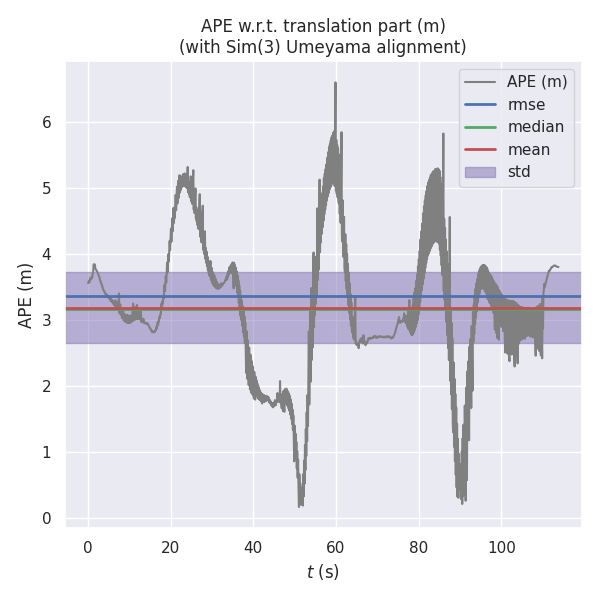 APE w.r.t. translation part (m)
(with Sim(3) Umeyama alignment)
APE (m)
rmse
median
mean
std
6
5
4
3
2
1
0
APE (m)
0
20
40
60
80
100
t (s)